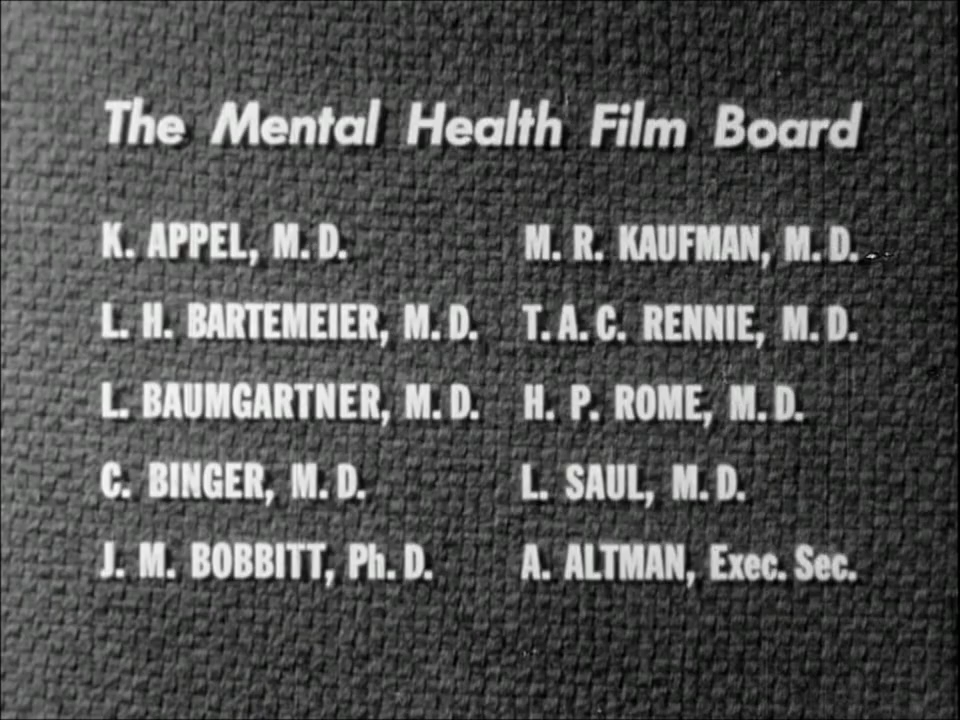 The Mental Health Film Board
K. APPEL, M. D.
L. H. BARTEMEIER, M. D.
L. BAUMGARTNER, M. D.
C. BINGER, M. D.
J. M. BOBBITT, Ph. D.
M. R. KAUFMAN, M. D.
T. A. C. RENNIE, M. D.
H. P. ROME, M. D.
L. SAUL, M. D.
A. ALTMAN, Exec. Sec.